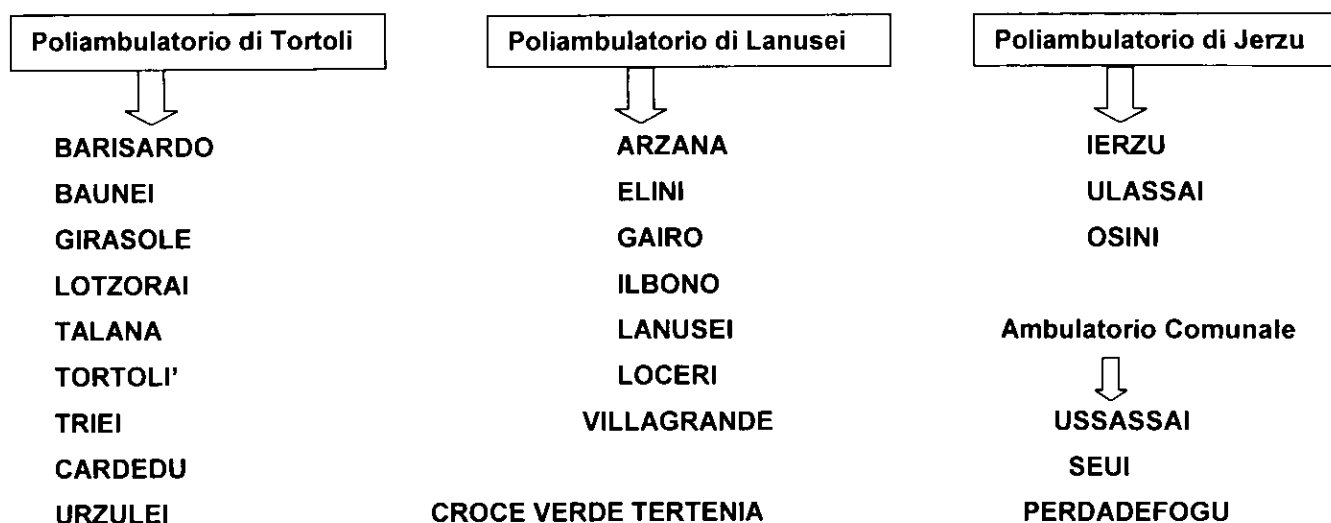 Poliambulatorio di Tortoli
BARISARDO
BAUNEI
GIRASOLE
LOTZORAI
TALANA
TORTOLI'
TRIEI
CARDEDU
URZULEI
Poliambulatorio di Lanusei
ARZANA
ELINI
GAIRO
ILBONO
LANUSEI
LOCERI
VILLAGRANDE
CROCE VERDE TERTENIA
Poliambulatorio di Jerzu
IERZU
ULASSAI
OSINI
Ambulatorio Comunale
USSASSAI
SEUI
PERDADEFOGU